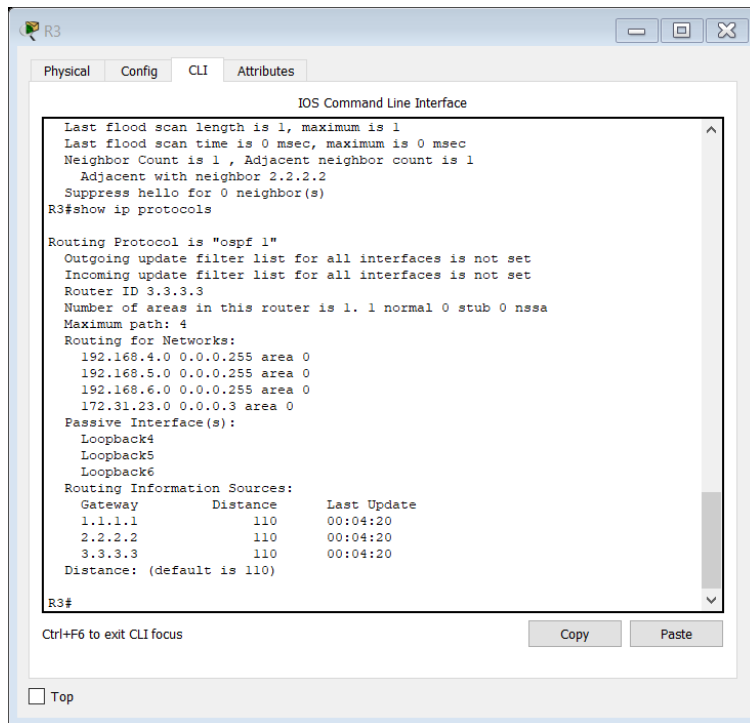 R3
Physical Config CLI Attributes
IOS Command Line Interface
Last flood scan length is 1, maximum is 1
Last flood scan time is 0 msec, maximum is 0 msec
Neighbor Count is 1 , Adjacent neighbor count is 1
Adjacent with neighbor 2.2.2.2
Suppress hello for 0 neighbor(s)
R3#show ip protocols
Routing Protocol is "ospf 1"
Outgoing update filter list for all interfaces is not set
Incoming update filter list for all interfaces is not set
Router ID 3.3.3.3
Number of areas in this router is 1. 1 normal 0 stub 0 nssa
Maximum path: 4
Routing for Networks:
192.168.4.0 0.0.0.255 area 0
192.168.5.0 0.0.0.255 area 0
192.168.6.0 0.0.0.255 area 0
172.31.23.0 0.0.0.3 area 0
Passive Interface(s):
Loopback4
Loopback5
Loopback6
Routing Information Sources:
Gateway Distance Last Update
1.1.1.1 110 00:04:20
2.2.2.2 110 00:04:20
3.3.3.3 110 00:04:20
Distance: (default is 110)
R3#
Ctrl+F6 to exit CLI focus Copy Paste
Top